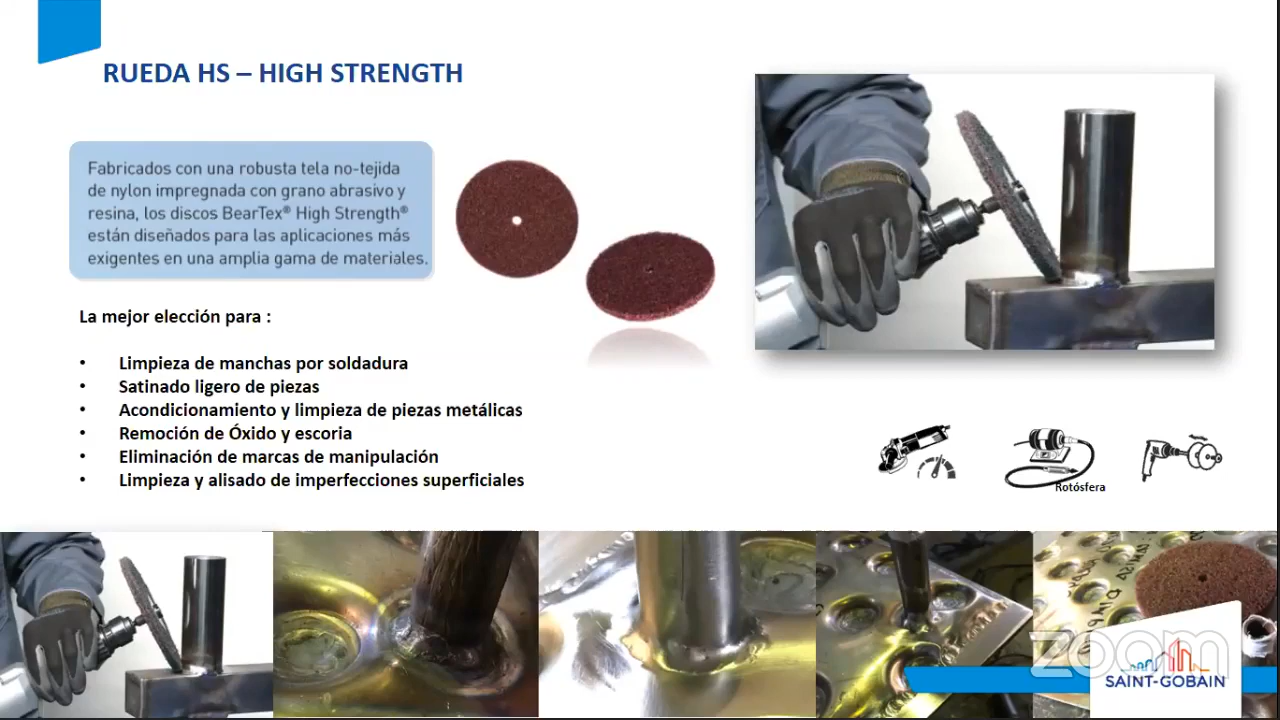 RUEDA HS – HIGH STRENGTH
Fabricados con una robusta tela no-tejida
de nylon impregnada con grano abrasivo y
resina, los discos BearTex® High Strength®
están diseñados para las aplicaciones más
exigentes en una amplia gama de materiales.
La mejor elección para :
• Limpieza de manchas por soldadura
• Satinado ligero de piezas
• Acondicionamiento y limpieza de piezas metálicas
• Remoción de Óxido y escoria
• Eliminación de marcas de manipulación
• Limpieza y alisado de imperfecciones superficiales
Rotósfera
zoom
SAINT-GOBAIN